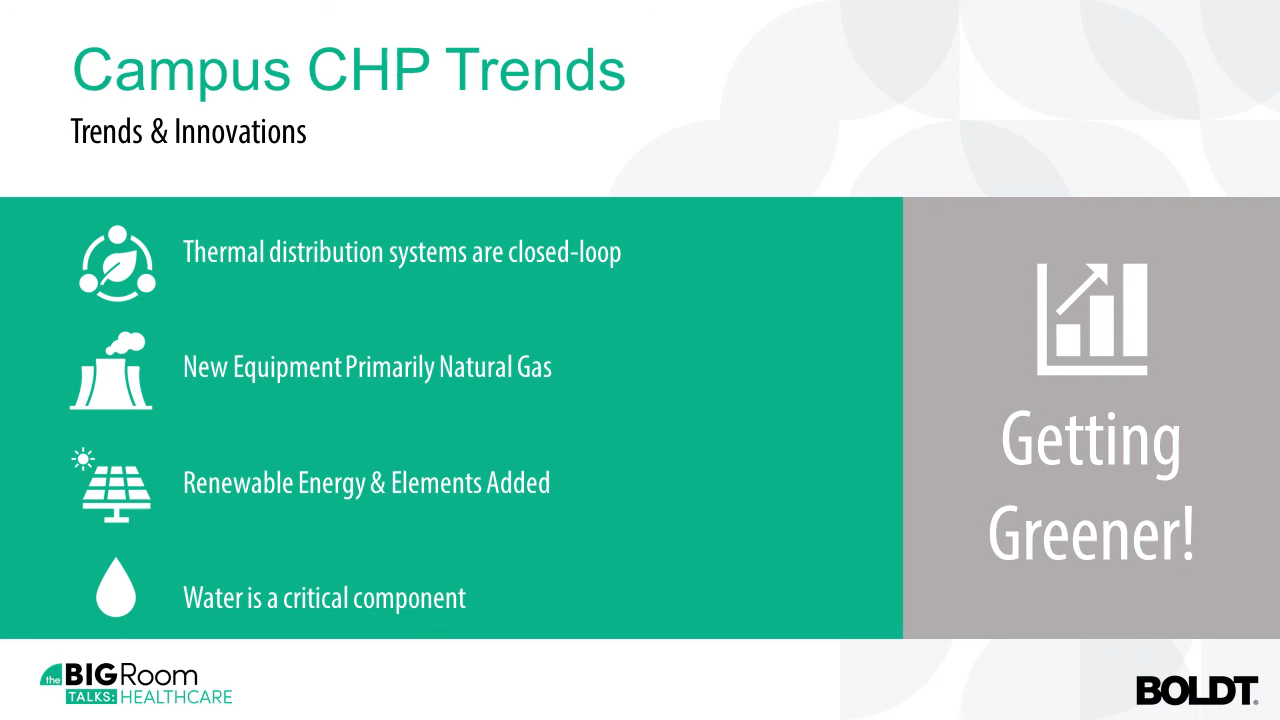 Campus CHP Trends
Trends & Innovations
Thermal distribution systems are closed-loop
New Equipment Primarily Natural Gas
Renewable Energy & Elements Added
Water is a critical component
Getting
Greener!
the BIG Room
TALKS: HEALTHCARE
BOLDT®